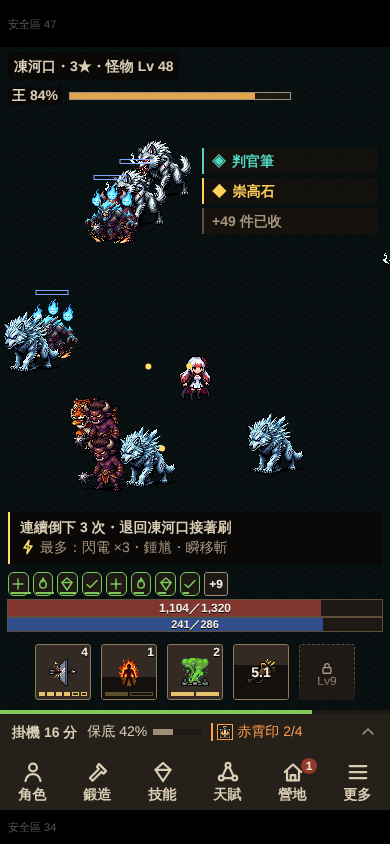 安全區 47
凍河口·3★·怪物 Lv 48
王 84%
判官筆
崇高石
+49 件已收
連續倒下 3 次·退回凍河口接著刷
最多：閃電 ×3·鍾馗·瞬移斬
+9
1,104／1,320
241／286
4
1
2
5.1
Lv9
掛機 16 分
保底 42%
赤霄印 2/4
角色
鍛造
技能
天賦
營地
1
更多
安全區 34